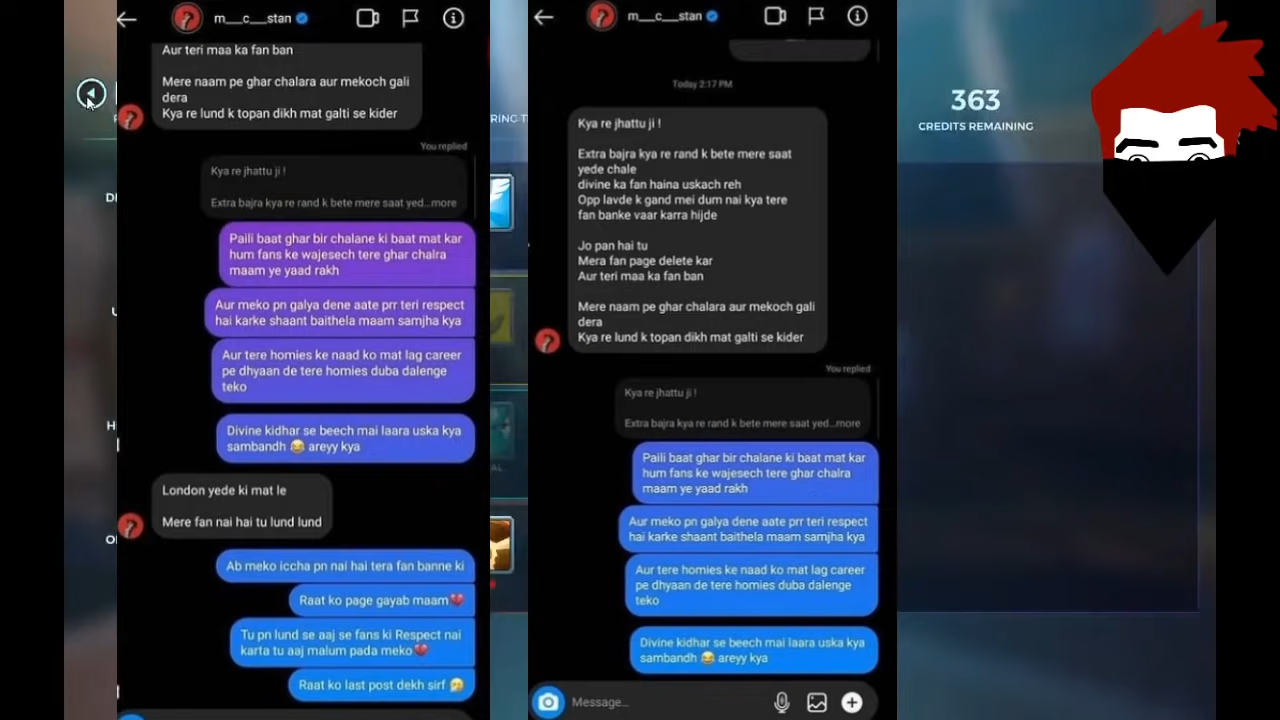 m__c__stan
Aur teri maa ka fan ban
Mere naam pe ghar chalara aur mekoch gali
dera
Kya re lund k topan dikh mat galti se kider
You replied
Kya re jhattu ji !
Extra bajra kya re rand k bete mere saat yed...more
Paili baat ghar bir chalane ki baat mat kar
hum fans ke wajesech tere ghar chalra
maam ye yaad rakh
Aur meko pn galya dene aate prr teri respect
hai karke shaant baithela maam samjha kya
Aur tere homies ke naad ko mat lag career
pe dhyaan de tere homies duba dalenge
teko
Divine kidhar se beech mai laara uska kya
sambandh 😂 areyy kya
London yede ki mat le
Mere fan nai hai tu lund lund
Ab meko iccha pn nai hai tera fan banne ki
Raat ko page gayab maam💔
Tu pn lund se aaj se fans ki Respect nai
karta tu aaj malum pada meko💔
Raat ko last post dekh sirf
m__c__stan
Today 2:17 PM
Kya re jhattu ji !
Extra bajra kya re rand k bete mere saat
yede chale
divine ka fan haina uskach reh
Opp lavde k gand mei dum nai kya tere
fan banke vaar karra hijde
Jo pan hai tu
Mera fan page delete kar
Aur teri maa ka fan ban
Mere naam pe ghar chalara aur mekoch gali
dera
Kya re lund k topan dikh mat galti se kider
You replied
Kya re jhattu ji !
Extra bajra kya re rand k bete mere saat yed...more
Paili baat ghar bir chalane ki baat mat kar
hum fans ke wajesech tere ghar chalra
maam ye yaad rakh
Aur meko pn galya dene aate prr teri respect
hai karke shaant baithela maam samjha kya
Aur tere homies ke naad ko mat lag career
pe dhyaan de tere homies duba dalenge
teko
Divine kidhar se beech mai laara uska kya
sambandh 😂 areyy kya
Message...
363
CREDITS REMAINING